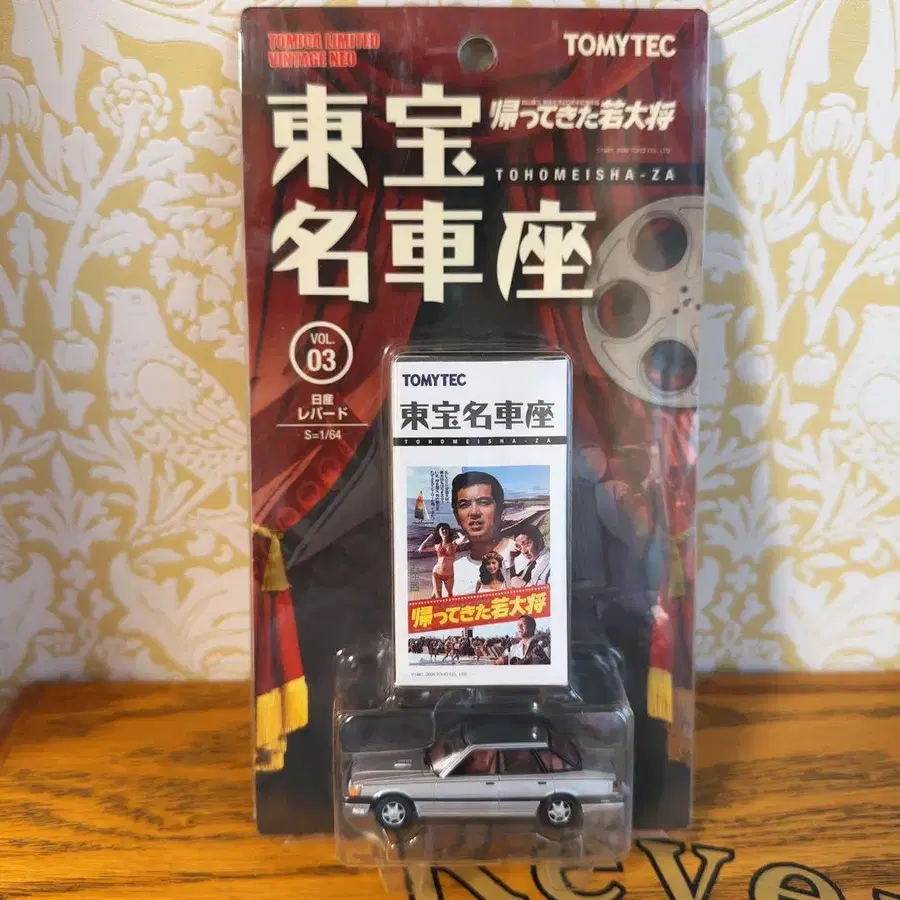 TOMICA LIMITED
VINTAGE NEO
TOMYTEC
東宝
帰ってきた若大将
TOHOMEISHA-ZA
名車座
VOL.
03
日産
レパード
S=1/64
TOMYTEC
東宝名車座
TOHOMEISHA-ZA
帰ってきた若大将
Reve